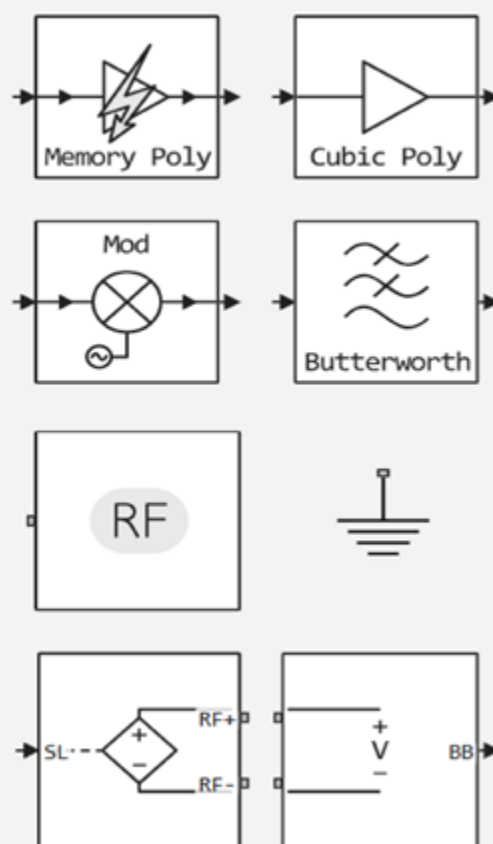 Memory Poly
Cubic Poly
Mod
Butterworth
RF
SL
+
−
RF+
RF-
+
V
−
BB